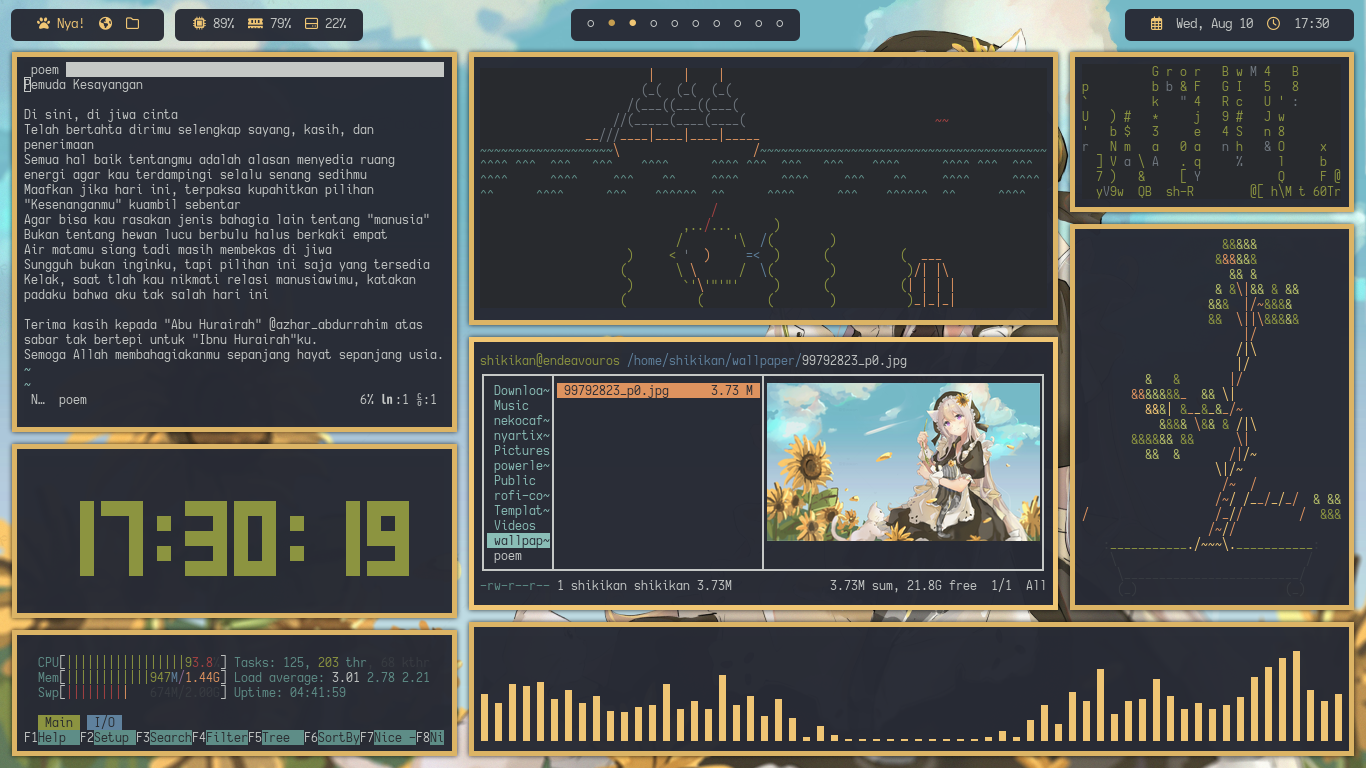 Nya!
89% 79% 22%
Wed, Aug 10 17:30
poem
Pemuda Kesayangan
Di sini, di jiwa cinta
Telah bertahta dirimu selengkap sayang, kasih, dan
penerimaan
Semua hal baik tentangmu adalah alasan menyedia ruang
energi agar kau terdampingi selalu senang sedihmu
Maafkan jika hari ini, terpaksa kupahitkan pilihan
"Kesenanganmu" kuambil sebentar
Agar bisa kau rasakan jenis bahagia lain tentang "manusia"
Bukan tentang hewan lucu berbulu halus berkaki empat
Air matamu siang tadi masih membekas di jiwa
Sungguh bukan inginku, tapi pilihan ini saja yang tersedia
Kelak, saat tlah kau nikmati relasi manusiawimu, katakan
padaku bahwa aku tak salah hari ini
Terima kasih kepada "Abu Hurairah" @azhar_abdurrahim atas
sabar tak bertepi untuk "Ibnu Hurairah"ku.
Semoga Allah membahagiakanmu sepanjang hayat sepanjang usia.
~
~
N… poem 6% ln:1
17:30:19
CPU[||||||||||||||||||93.8%] Tasks: 125, 203 thr, 68 kthr
Mem[||||||||||||947M/1.44G] Load average: 3.01 2.78 2.21
Swp[||||||||| 674M/2.00G] Uptime: 04:41:59
Main I/O
F1Help F2Setup F3SearchF4FilterF5Tree F6SortByF7Nice -F8Ni
shikikan@endeavouros /home/shikikan/wallpaper/99792823_p0.jpg
Downloa~ 99792823_p0.jpg 3.73 M
Music
nekocaf~
nyartix~
Pictures
powerle~
Public
rofi-co~
Templat~
Videos
wallpap~
poem
-rw-r--r-- 1 shikikan shikikan 3.73M 3.73M sum, 21.8G free 1/1 All